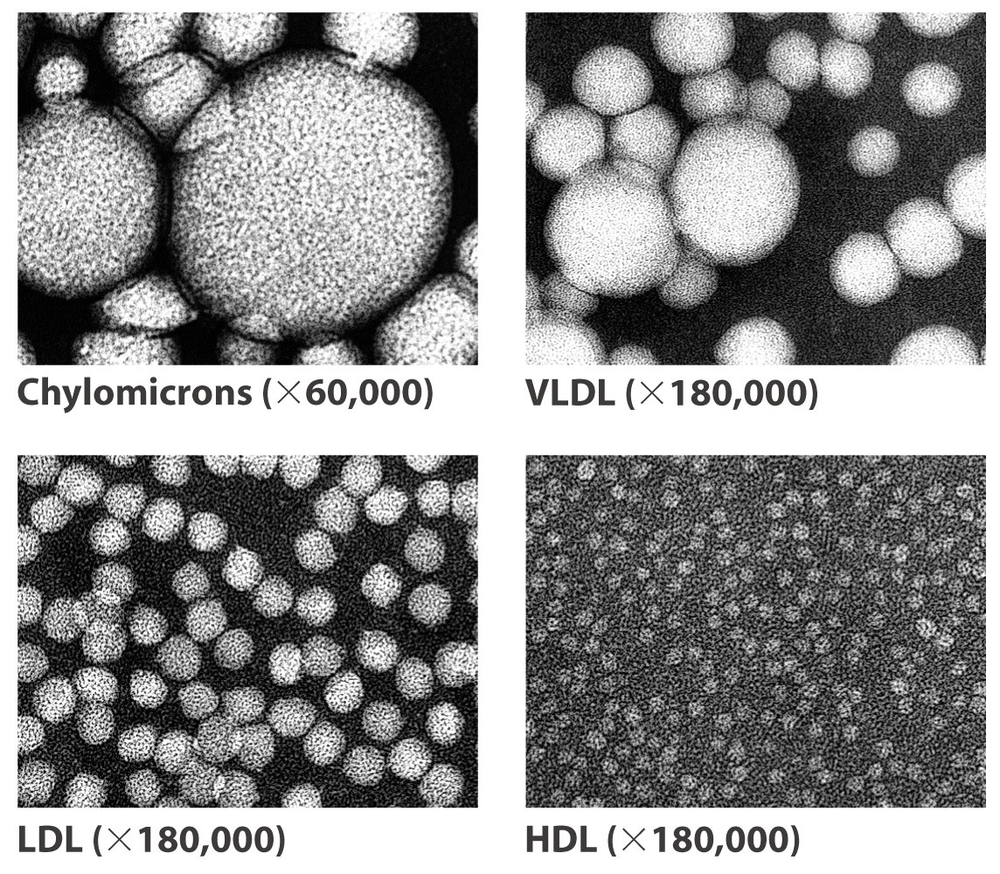 Chylomicrons (×60,000)
VLDL (×180,000)
LDL (×180,000)
HDL (×180,000)